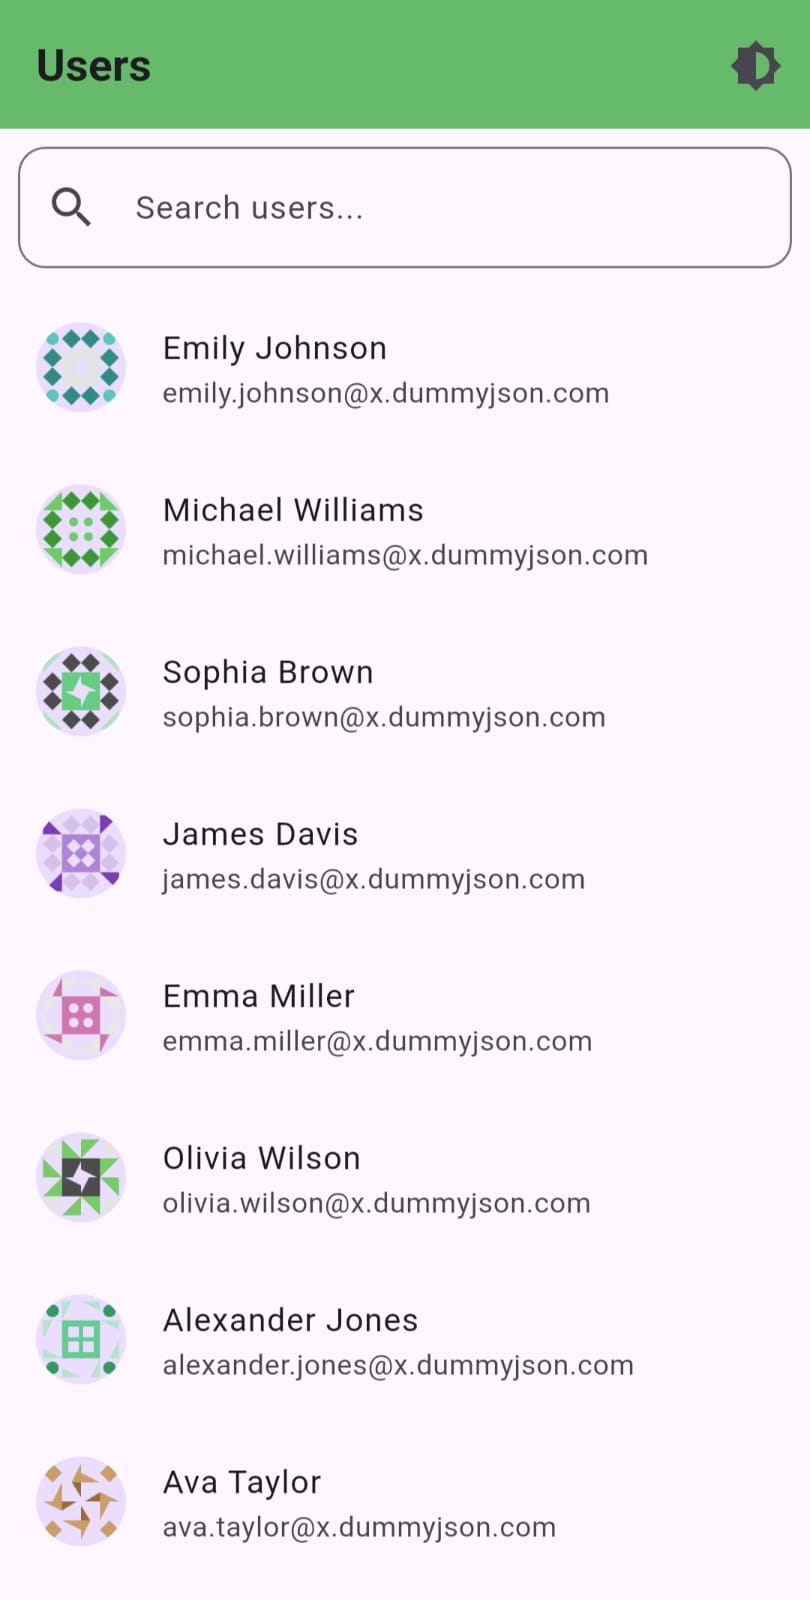 Users
Search users...
Emily Johnson
emily.johnson@x.dummyjson.com
Michael Williams
michael.williams@x.dummyjson.com
Sophia Brown
sophia.brown@x.dummyjson.com
James Davis
james.davis@x.dummyjson.com
Emma Miller
emma.miller@x.dummyjson.com
Olivia Wilson
olivia.wilson@x.dummyjson.com
Alexander Jones
alexander.jones@x.dummyjson.com
Ava Taylor
ava.taylor@x.dummyjson.com